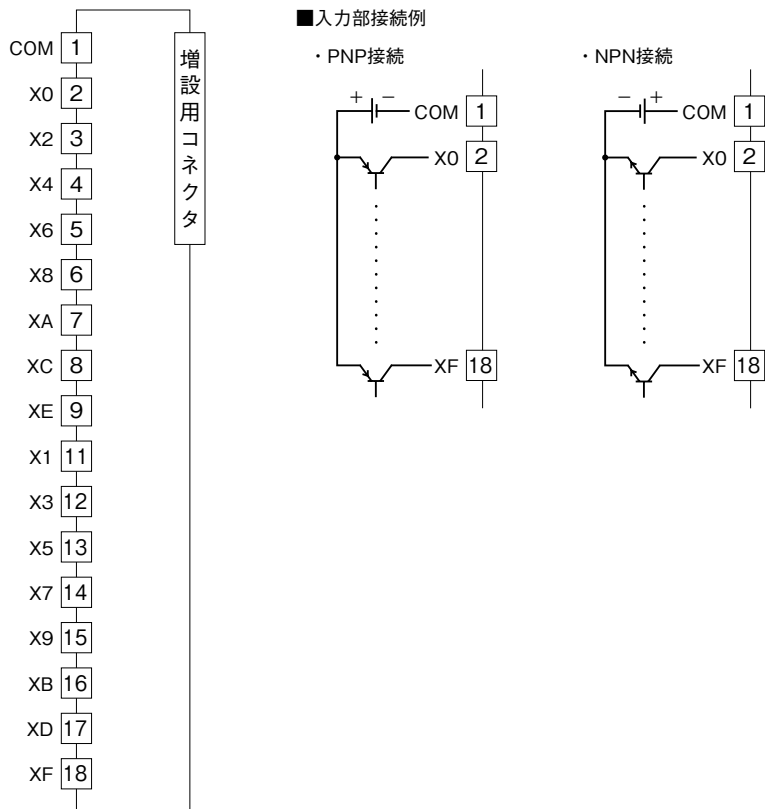 COM 1
X0 2
X2 3
X4 4
X6 5
X8 6
XA 7
XC 8
XE 9
X1 11
X3 12
X5 13
X7 14
X9 15
XB 16
XD 17
XF 18
増設用コネクタ
■入力部接続例
・PNP接続
+ −
COM 1
X0 2
XF 18
・NPN接続
− +
COM 1
X0 2
XF 18